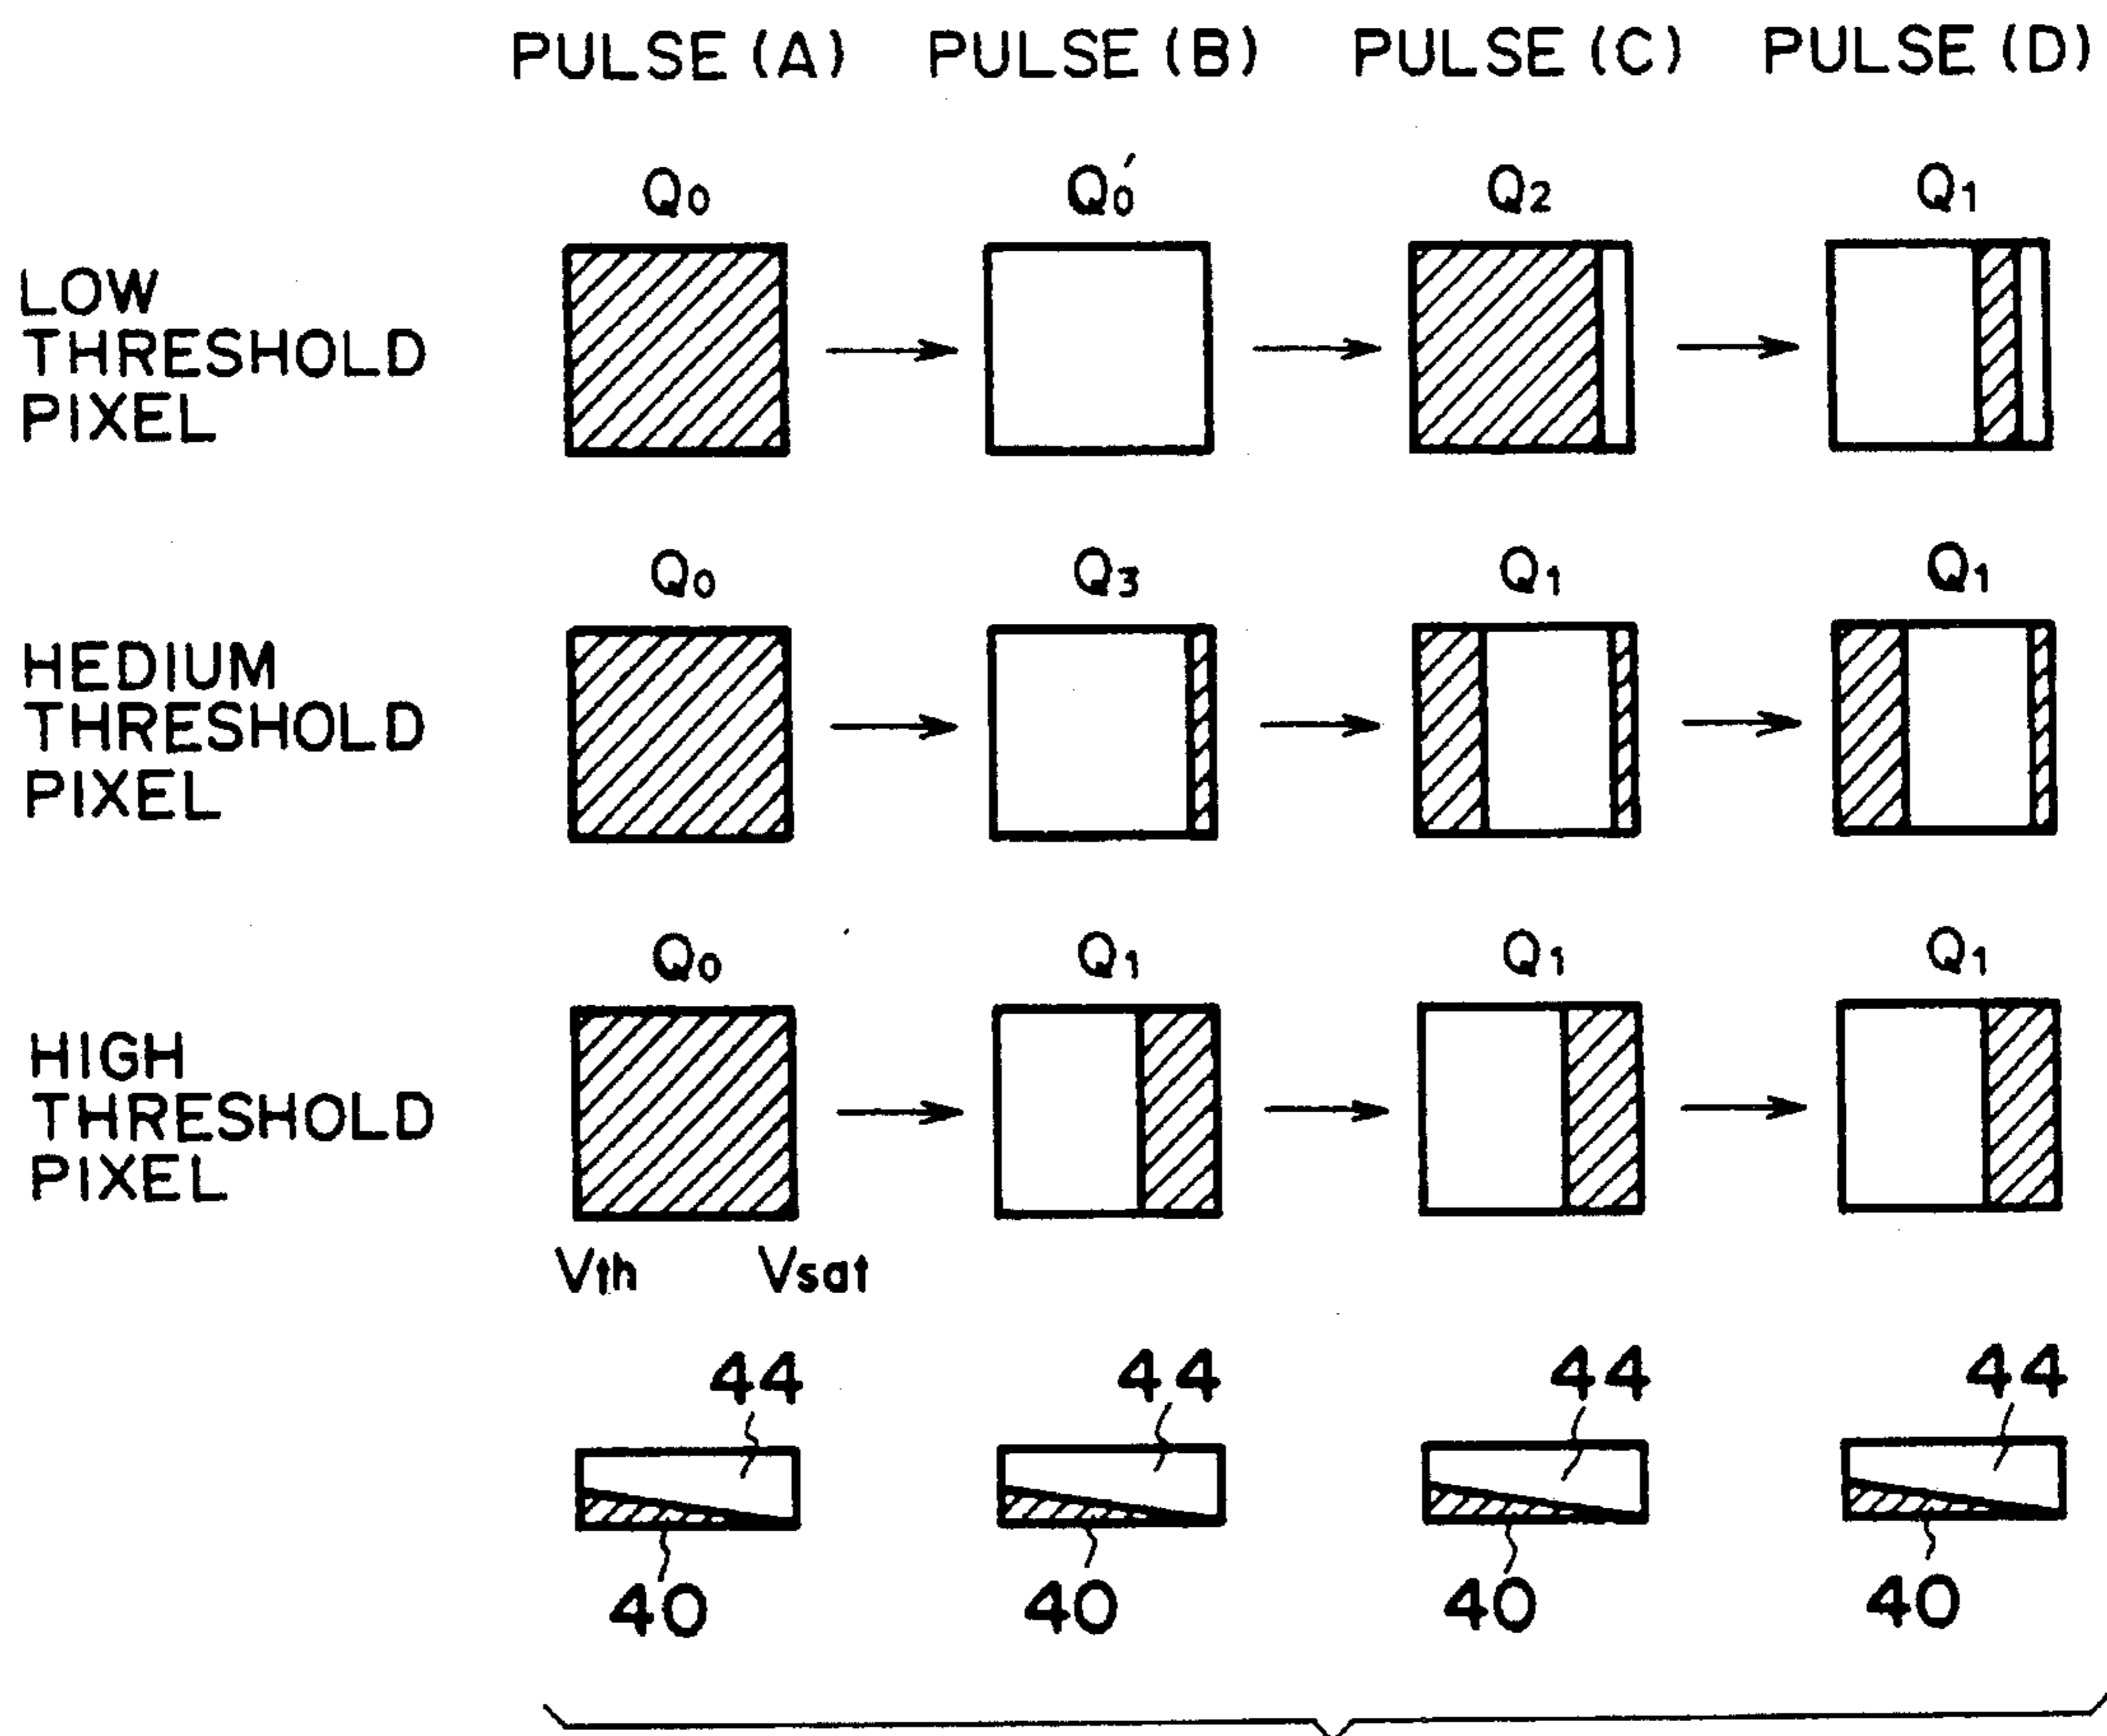 PULSE (A) PULSE (B) PULSE (C) PULSE (D)
Q0 Q0′ Q2 Q1
LOW
THRESHOLD
PIXEL
Q0 Q3 Q1 Q1
HEDIUM
THRESHOLD
PIXEL
Q0 Q1 Q1 Q1
HIGH
THRESHOLD
PIXEL
Vth Vsat
44 44 44 44
40 40 40 40